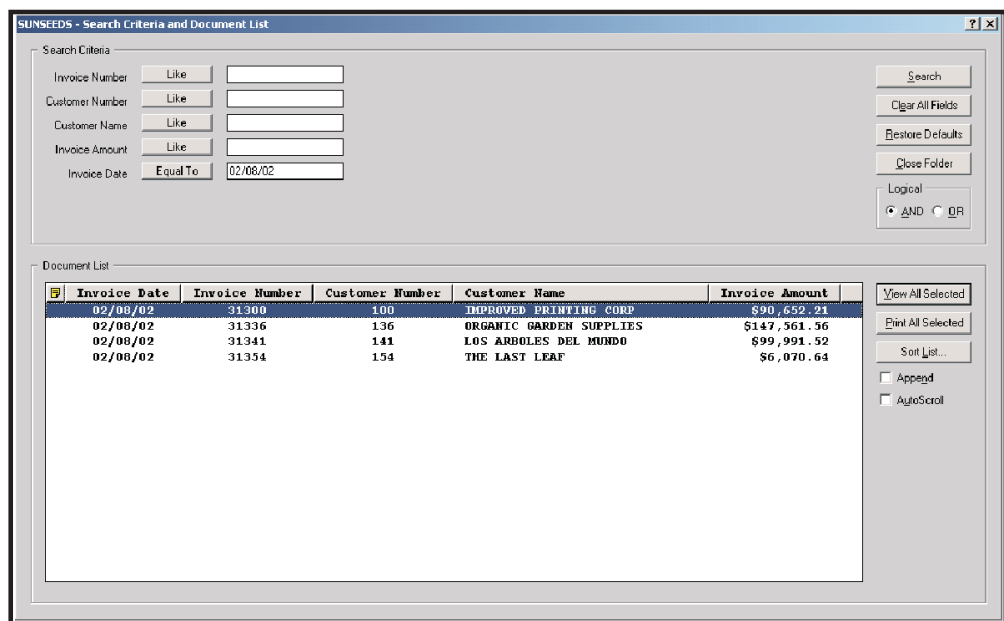 SUNSEEDS - Search Criteria and Document List ? X
Search Criteria
Invoice Number Like
Customer Number Like
Customer Name Like
Invoice Amount Like
Invoice Date Equal To 02/08/02
Search
Clear All Fields
Restore Defaults
Close Folder
Logical
AND OR
Document List
Invoice Date Invoice Number Customer Number Customer Name Invoice Amount
02/08/02 31300 100 IMPROVED PRINTING CORP $90,652.21
02/08/02 31336 136 ORGANIC GARDEN SUPPLIES $147,561.56
02/08/02 31341 141 LOS ARBOLES DEL MUNDO $99,991.52
02/08/02 31354 154 THE LAST LEAF $6,070.64
View All Selected
Print All Selected
Sort List...
Append
AutoScroll